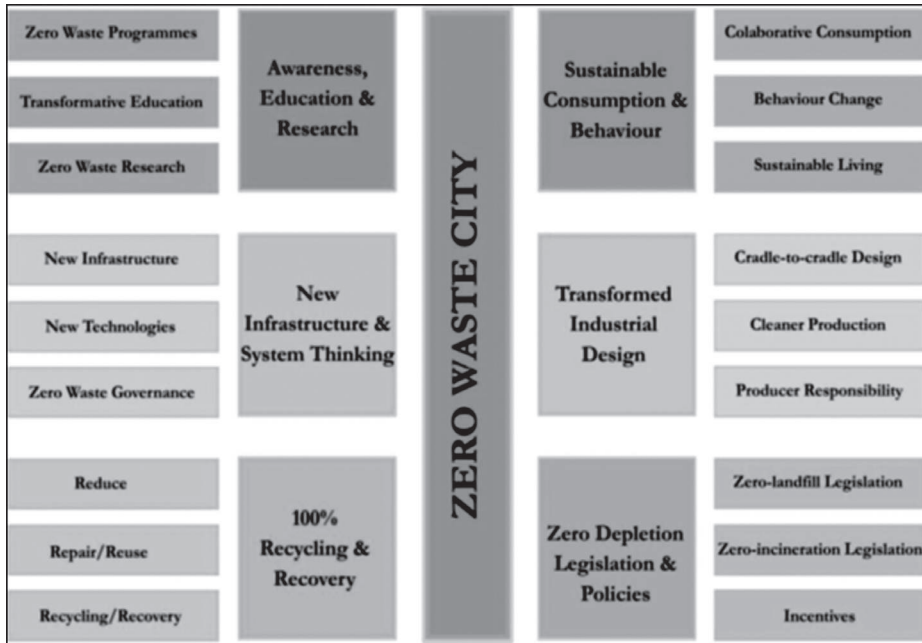 Zero Waste Programmes
Transformative Education
Zero Waste Research
Awareness,
Education &
Research
New Infrastructure
New Technologies
Zero Waste Governance
New
Infrastructure &
System Thinking
Reduce
Repair/Reuse
Recycling/Recovery
100%
Recycling &
Recovery
ZERO WASTE CITY
Sustainable
Consumption &
Behaviour
Colaborative Consumption
Behaviour Change
Sustainable Living
Transformed
Industrial
Design
Cradle-to-cradle Design
Cleaner Production
Producer Responsibility
Zero Depletion
Legislation &
Policies
Zero-landfill Legislation
Zero-incineration Legislation
Incentives